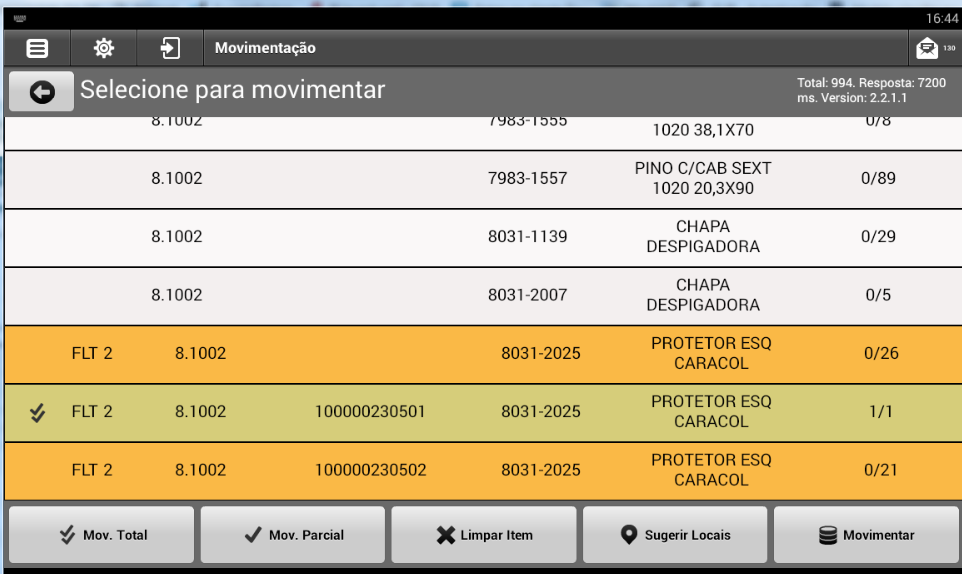 16:44
Movimentação
130
Selecione para movimentar
Total: 994. Resposta: 7200
ms. Version: 2.2.1.1
8.1002 7983-1555 1020 38,1X70 0/8
PINO C/CAB SEXT
8.1002 7983-1557 0/89
1020 20,3X90
CHAPA
8.1002 8031-1139 0/29
DESPIGADORA
CHAPA
8.1002 8031-2007 0/5
DESPIGADORA
PROTETOR ESQ
FLT 2 8.1002 8031-2025 0/26
CARACOL
PROTETOR ESQ
FLT 2 8.1002 100000230501 8031-2025 1/1
CARACOL
PROTETOR ESQ
FLT 2 8.1002 100000230502 8031-2025 0/21
CARACOL
Mov. Total Mov. Parcial Limpar Item Sugerir Locais Movimentar